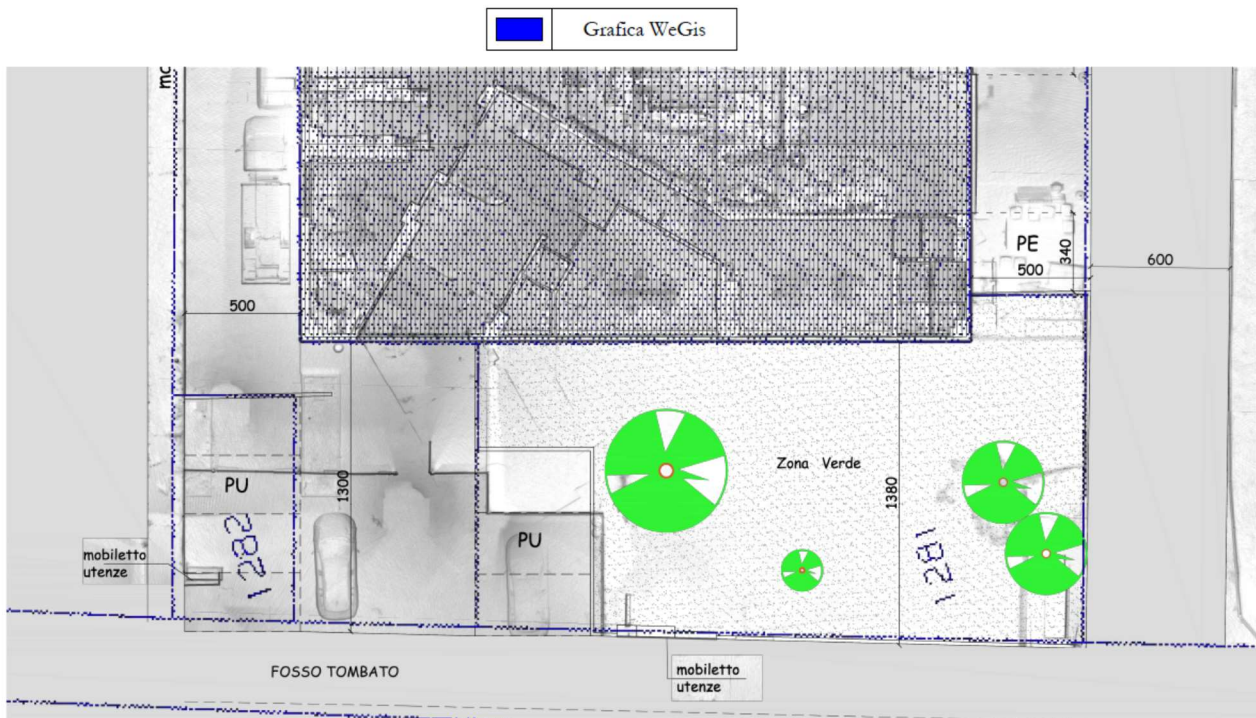 Grafica WeGis
mc
PE
340
500
600
500
Zona Verde
PU
1300
1380
PU
1282
1281
mobiletto
utenze
FOSSO TOMBATO
mobiletto
utenze